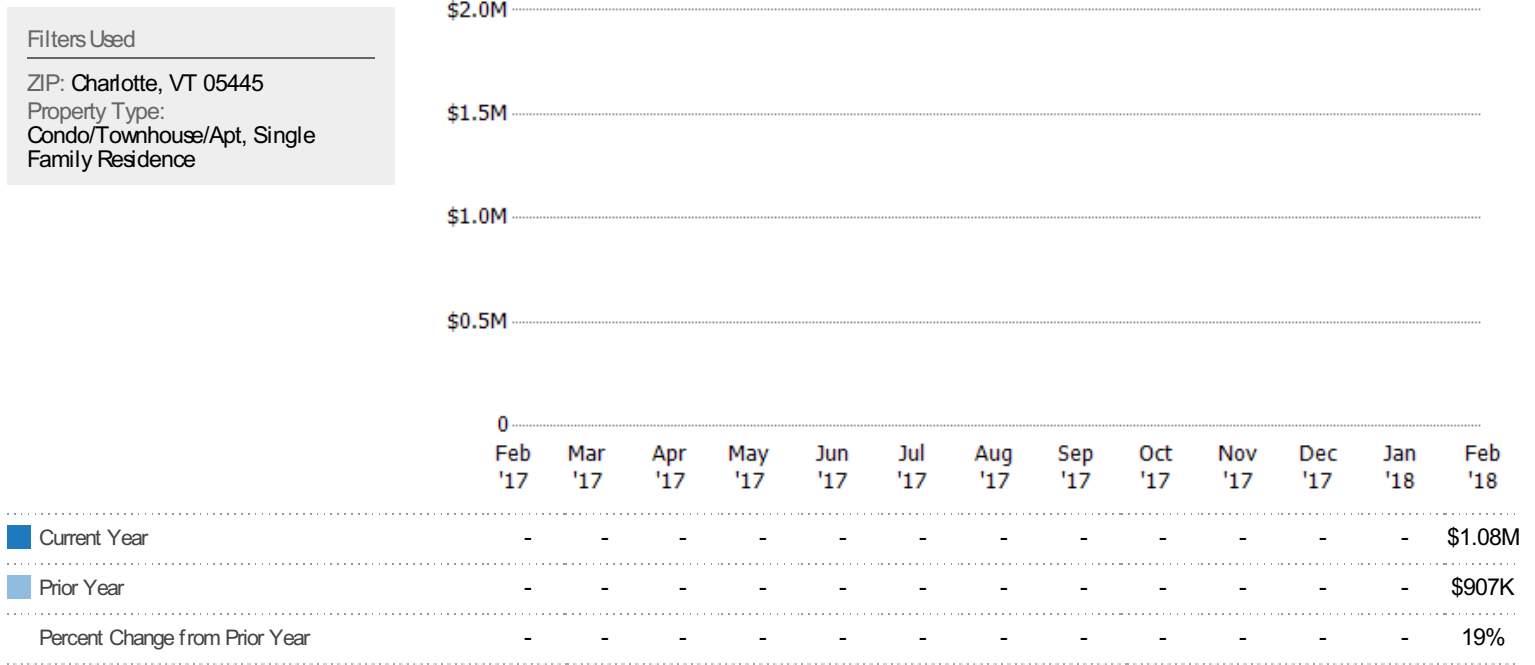 Filters Used
ZIP: Charlotte, VT 05445
Property Type:
Condo/Townhouse/Apt, Single
Family Residence
$2.0M
$1.5M
$1.0M
$0.5M
0
Feb Mar Apr May Jun Jul Aug Sep Oct Nov Dec Jan Feb
'17 '17 '17 '17 '17 '17 '17 '17 '17 '17 '17 '18 '18
Current Year - - - - - - - - - - - - $1.08M
Prior Year - - - - - - - - - - - - $907K
Percent Change from Prior Year - - - - - - - - - - - - 19%